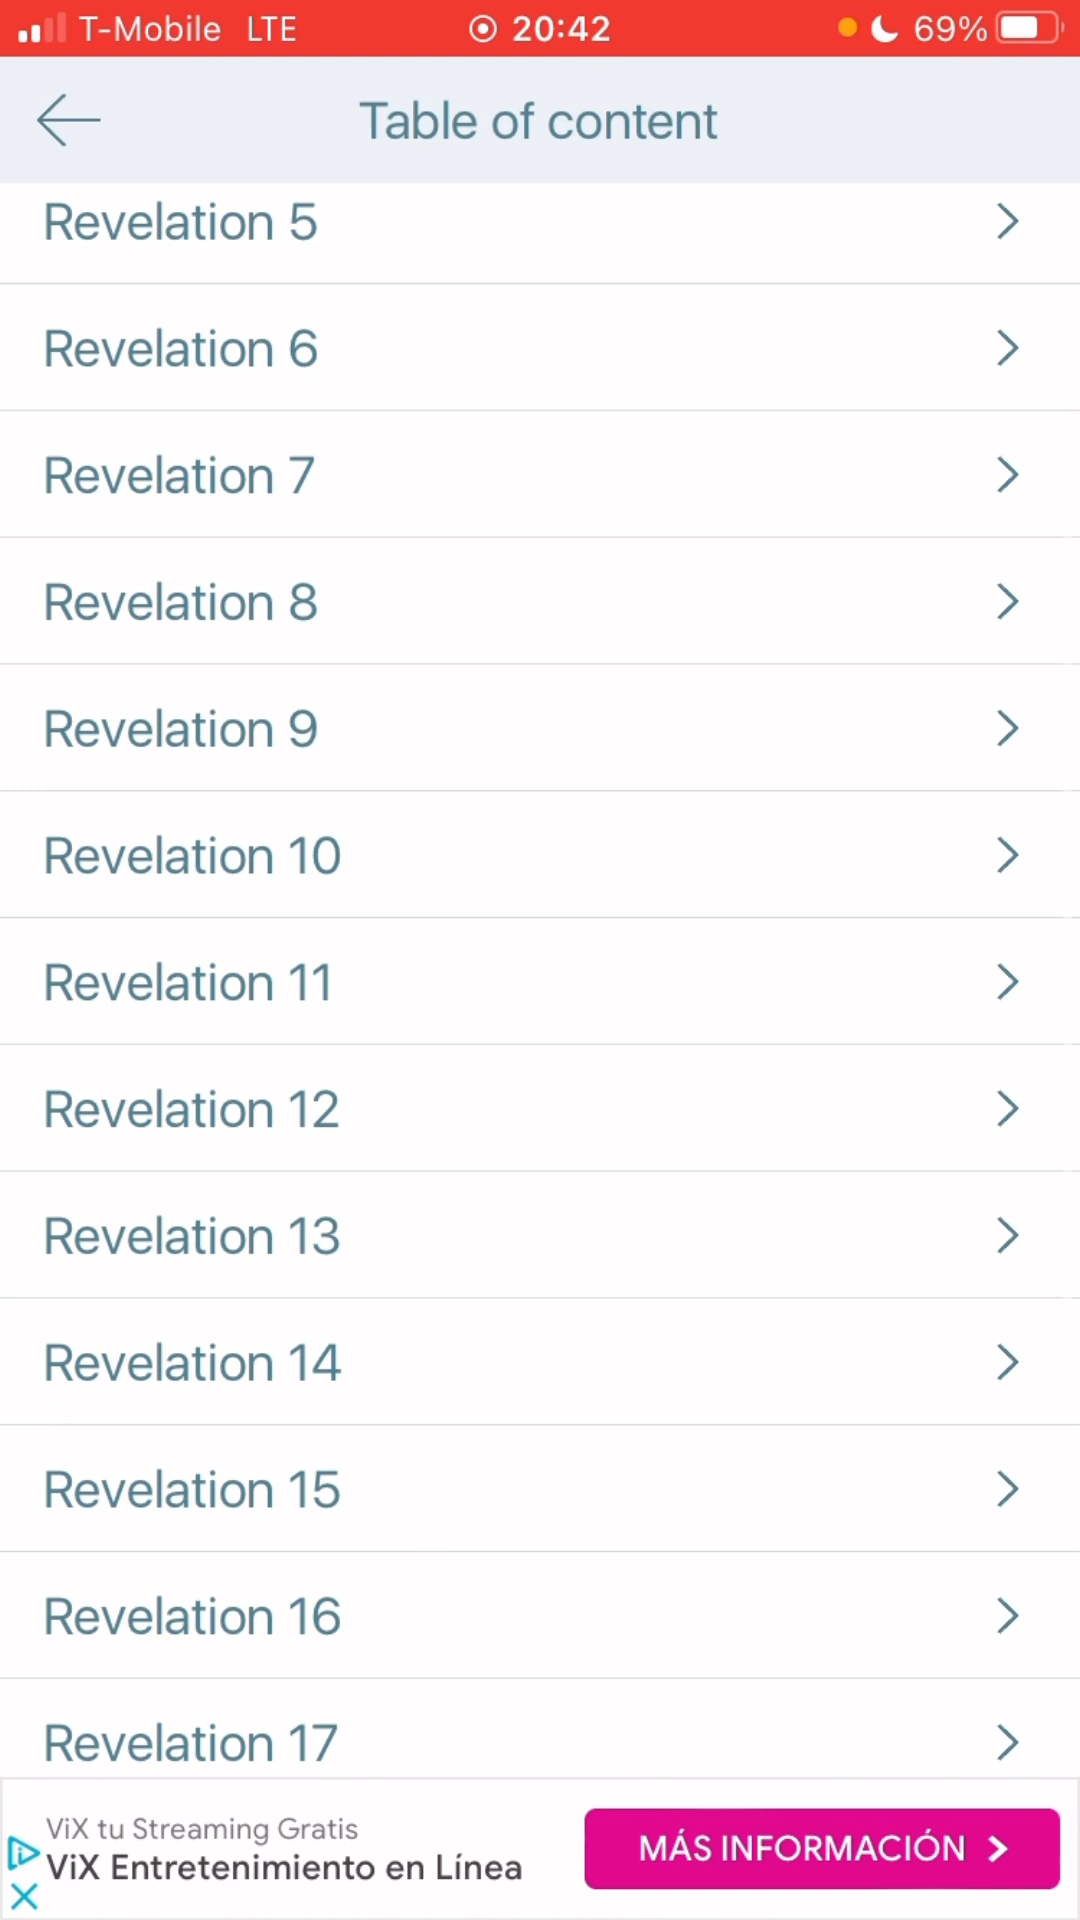 T-Mobile LTE 20:42 69%
Table of content
Revelation 5
Revelation 6
Revelation 7
Revelation 8
Revelation 9
Revelation 10
Revelation 11
Revelation 12
Revelation 13
Revelation 14
Revelation 15
Revelation 16
Revelation 17
ViX tu Streaming Gratis
ViX Entretenimiento en Línea
MÁS INFORMACIÓN